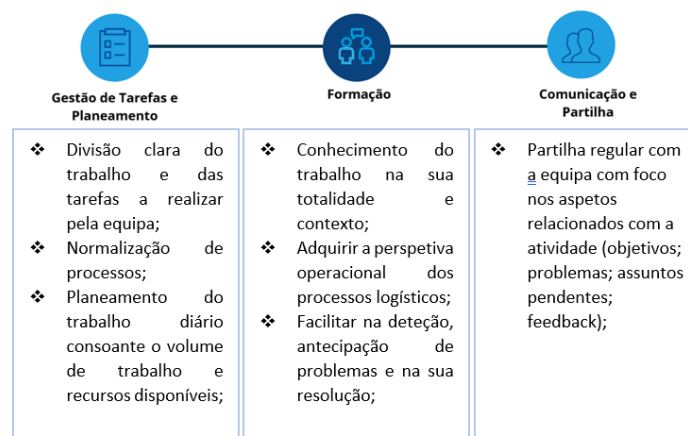 Gestão de Tarefas e
Planeamento
Formação
Comunicação e
Partilha
❖ Divisão clara do
trabalho e das
tarefas a realizar
pela equipa;
❖ Normalização de
processos;
❖ Planeamento do
trabalho diário
consoante o volume
de trabalho e
recursos disponíveis;
❖ Conhecimento do
trabalho na sua
totalidade e
contexto;
❖ Adquirir a perspetiva
operacional dos
processos logísticos;
❖ Facilitar na deteção,
antecipação de
problemas e na sua
resolução;
❖ Partilha regular com
a equipa com foco
nos aspetos
relacionados com a
atividade (objetivos;
problemas; assuntos
pendentes;
feedback);